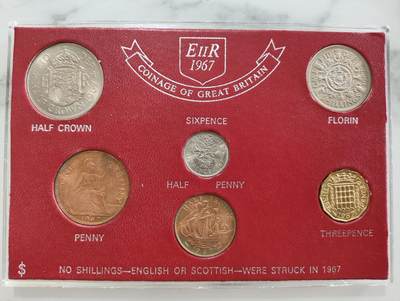 EIIR
1967
COINAGE OF GREAT BRITAIN
HALF CROWN
SIXPENCE
FLORIN
HALF PENNY
PENNY
THREEPENCE
$ NO SHILLINGS—ENGLISH OR SCOTTISH—WERE STRUCK IN 1967